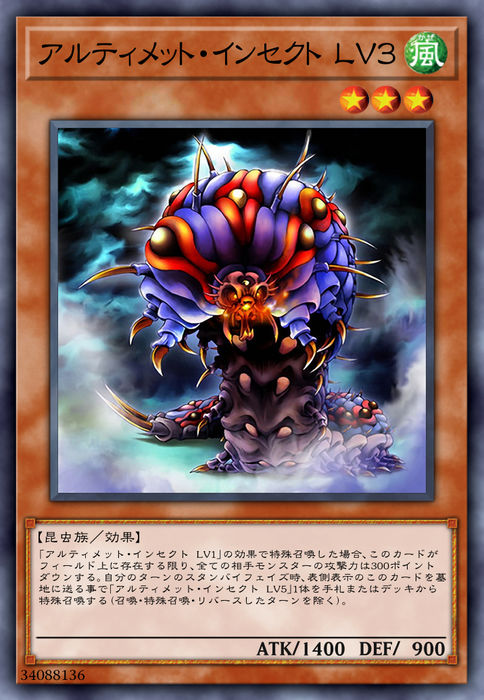 アルティメット・インセクト LV3
かぜ
風
【昆虫族／効果】
「アルティメット・インセクト LV1」の効果で特殊召喚した場合、このカードが
フィールド上に存在する限り、全ての相手モンスターの攻撃力は300ポイント
ダウンする。自分のターンのスタンバイフェイズ時、表側表示のこのカードを墓
地に送る事で「アルティメット・インセクト LV5」1体を手札またはデッキから
特殊召喚する（召喚・特殊召喚・リバースしたターンを除く）。
ATK/1400 DEF/ 900
34088136